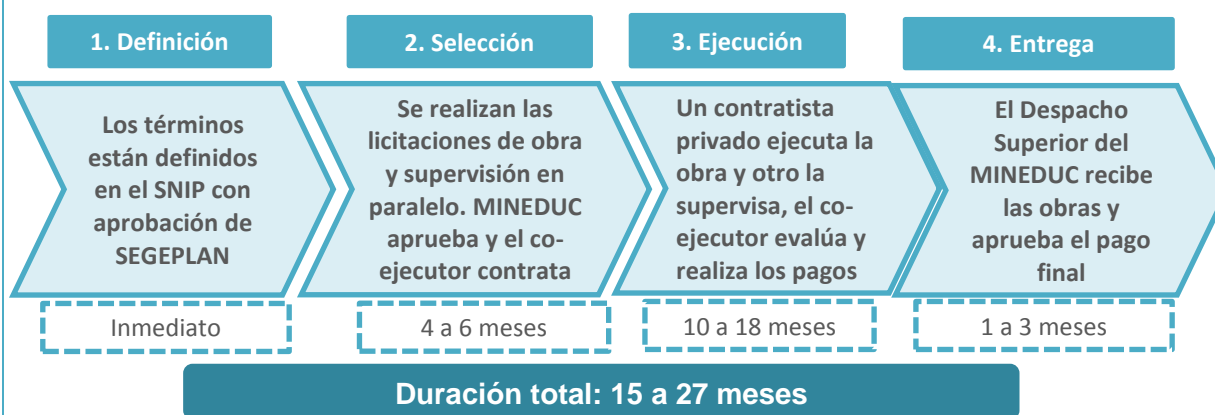 1. Definición
2. Selección
3. Ejecución
4. Entrega
Los términos
están definidos
en el SNIP con
aprobación de
SEGEPLAN
Se realizan las
licitaciones de obra
y supervisión en
paralelo. MINEDUC
aprueba y el co-
ejecutor contrata
Un contratista
privado ejecuta la
obra y otro la
supervisa, el co-
ejecutor evalúa y
realiza los pagos
El Despacho
Superior del
MINEDUC recibe
las obras y
aprueba el pago
final
Inmediato
4 a 6 meses
10 a 18 meses
1 a 3 meses
Duración total: 15 a 27 meses